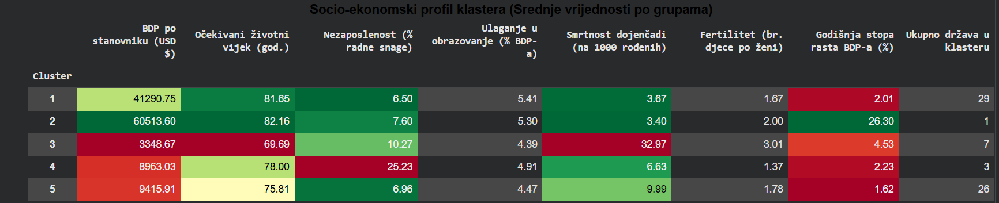 Socio-ekonomski profil klastera (Srednje vrijednosti po grupama)
BDP po stanovniku (USD $) Očekivani životni vijek (god.) Nezaposlenost (% radne snage) Ulaganje u obrazovanje (% BDP-a) Smrtnost dojenčadi (na 1000 rođenih) Fertilitet (br. djece po ženi) Godišnja stopa rasta BDP-a (%) Ukupno država u klasteru
Cluster
1 41290.75 81.65 6.50 5.41 3.67 1.67 2.01 29
2 60513.60 82.16 7.60 5.30 3.40 2.00 26.30 1
3 3348.67 69.69 10.27 4.39 32.97 3.01 4.53 7
4 8963.03 78.00 25.23 4.91 6.63 1.37 2.23 3
5 9415.91 75.81 6.96 4.47 9.99 1.78 1.62 26